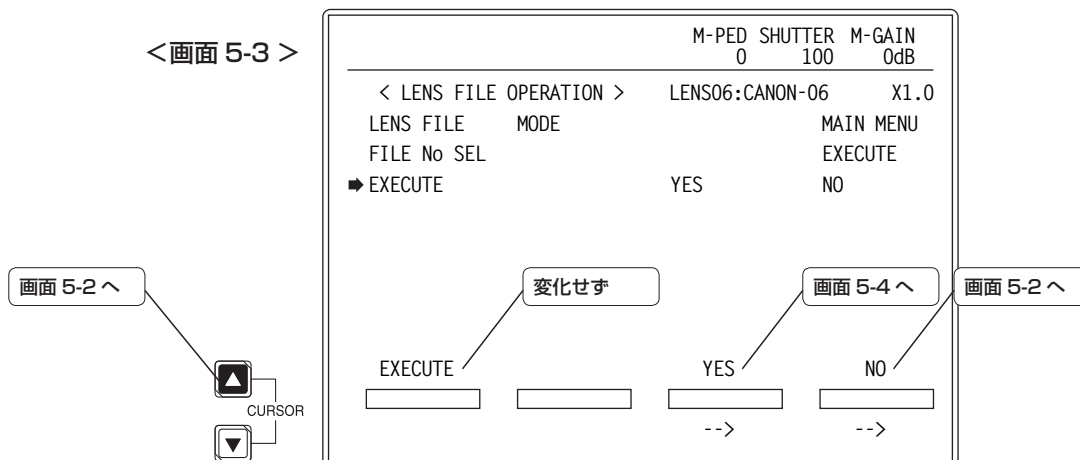 <画面 5-3 >
M-PED SHUTTER M-GAIN
0 100 0dB
< LENS FILE OPERATION > LENS06:CANON-06 X1.0
LENS FILE MODE MAIN MENU
FILE No SEL EXECUTE
➡ EXECUTE YES NO
画面 5-2 へ
変化せず
画面 5-4 へ
画面 5-2 へ
EXECUTE YES NO
▲
CURSOR
--> -->
▼